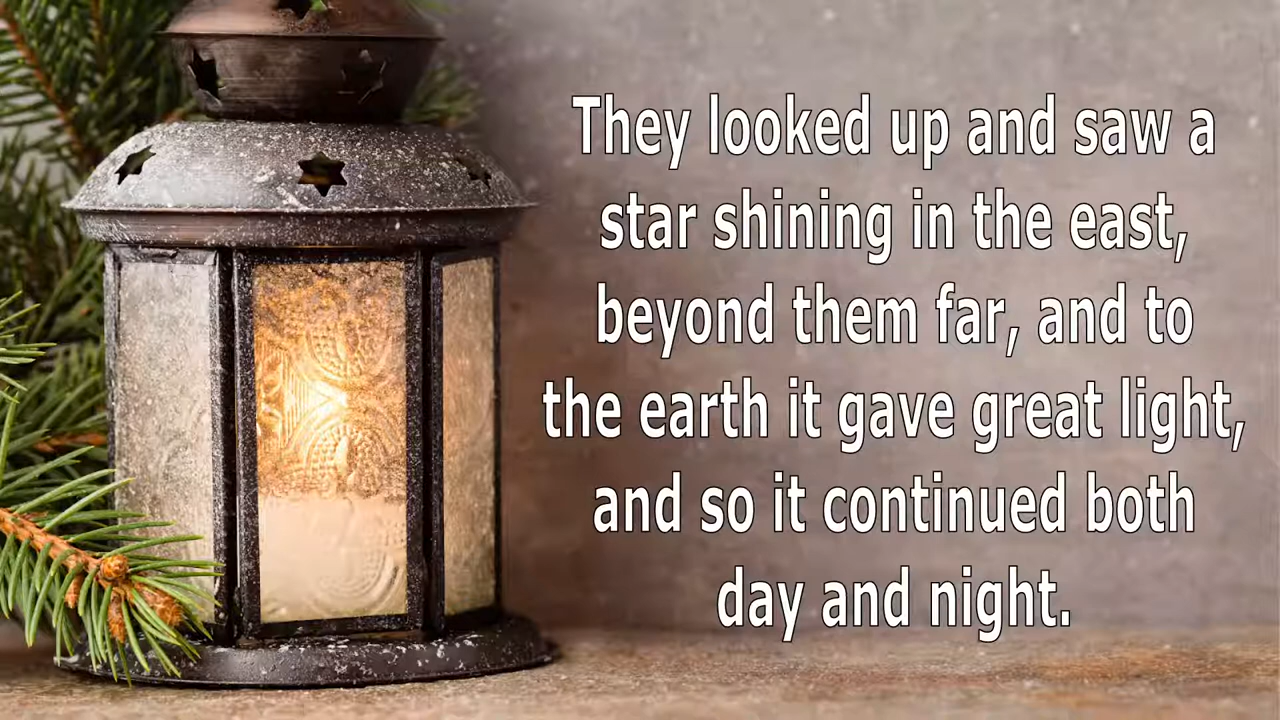 They looked up and saw a
star shining in the east,
beyond them far, and to
the earth it gave great light,
and so it continued both
day and night.